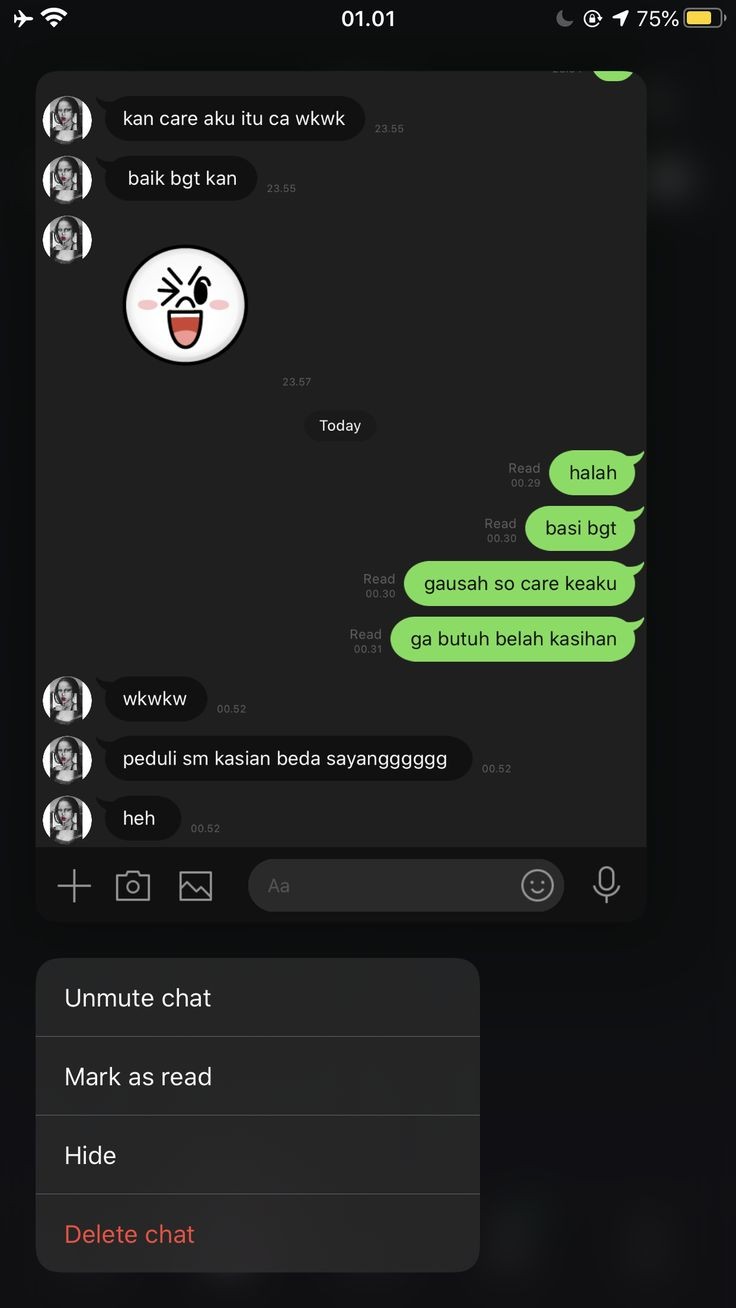 01.01
75%
kan care aku itu ca wkwk
23.55
baik bgt kan
23.55
23.57
Today
Read
00.29
halah
Read
00.30
basi bgt
Read
00.30
gausah so care keaku
Read
00.31
ga butuh belah kasihan
wkwkw
00.52
peduli sm kasian beda sayangggggg
00.52
heh
00.52
Aa
Unmute chat
Mark as read
Hide
Delete chat